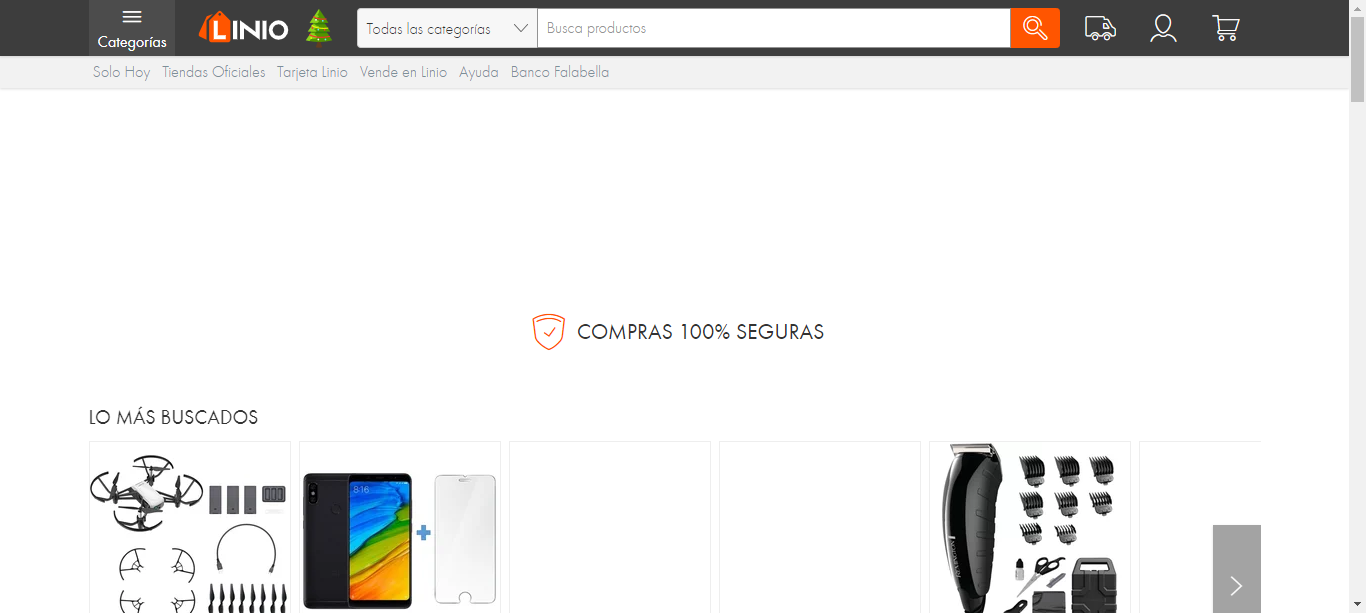 Categorías
LINIO
Todas las categorías
Busca productos
Solo Hoy
Tiendas Oficiales
Tarjeta Linio
Vende en Linio
Ayuda
Banco Falabella
COMPRAS 100% SEGURAS
LO MÁS BUSCADOS
8:16
REMINGTON